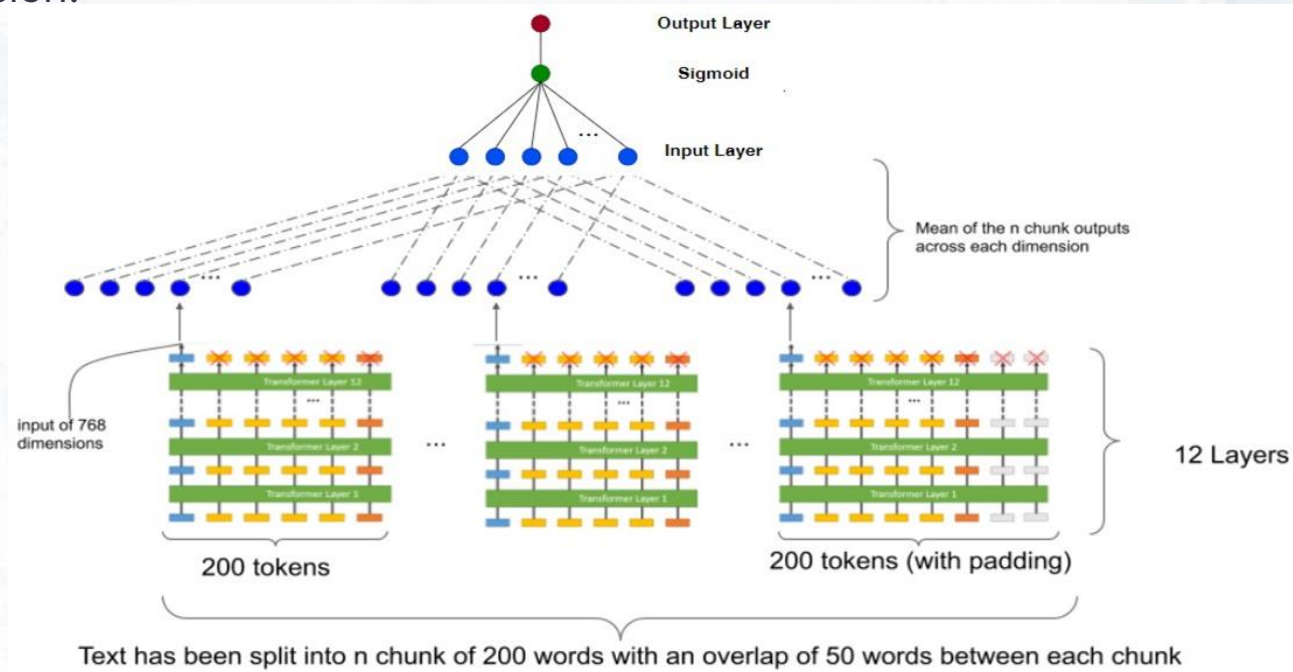 Output Layer
Sigmoid
...
Input Layer
Mean of the n chunk outputs
across each dimension
... ... ...
Transformer Layer 12 Transformer Layer 12 Transformer Layer 12
... ... ...
input of 768
dimensions
Transformer Layer 2 ... Transformer Layer 2 ... Transformer Layer 2
12 Layers
Transformer Layer 1 Transformer Layer 1 Transformer Layer 1
200 tokens 200 tokens (with padding)
Text has been split into n chunk of 200 words with an overlap of 50 words between each chunk